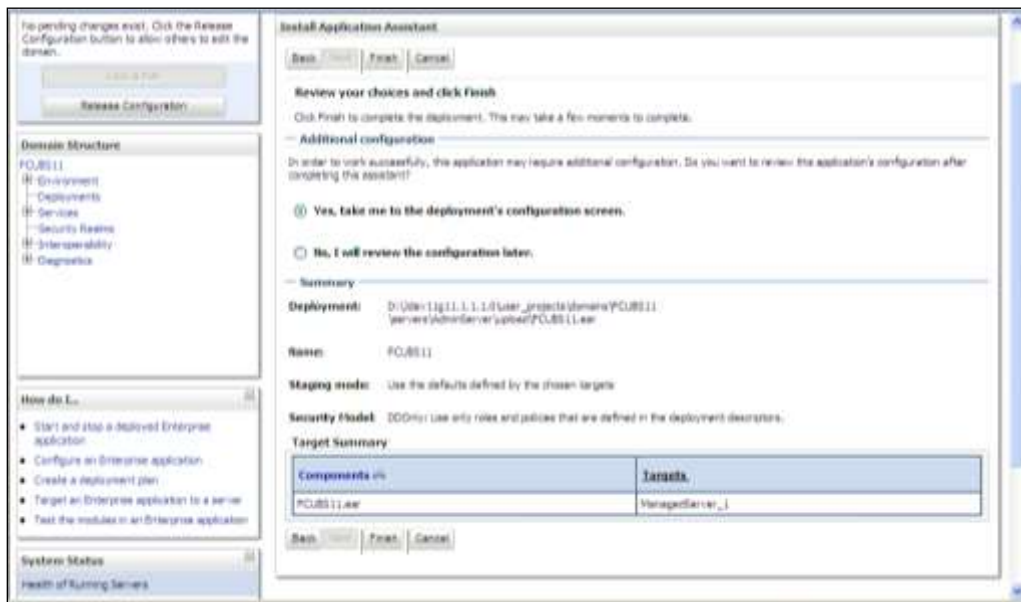 No pending changes exist. Click the Release
Configuration button to allow others to edit the
domain.
Lock & Edit
Release Configuration
Domain Structure
FCUBS11
Environment
Deployments
Services
Security Realms
Interoperability
Diagnostics
How do I...
Start and stop a deployed Enterprise
application
Configure an Enterprise application
Create a deployment plan
Target an Enterprise application to a server
Test the modules in an Enterprise application
System Status
Health of Running Servers
Install Application Assistant
Back Next Finish Cancel
Review your choices and click Finish
Click Finish to complete the deployment. This may take a few moments to complete.
Additional configuration
In order to work successfully, this application may require additional configuration. Do you want to review this application's configuration after
completing this assistant?
Yes, take me to the deployment's configuration screen.
No, I will review the configuration later.
Summary
Deployment:
\servers\AdminServer\upload\FCUBS11.ear
Name: FCUBS11
Staging mode: Use the defaults defined by the chosen targets
Security Model: DDOnly: Use only roles and policies that are defined in the deployment descriptors.
Target Summary
Components Targets
FCUBS11.ear ManagedServer_1
Back Next Finish Cancel